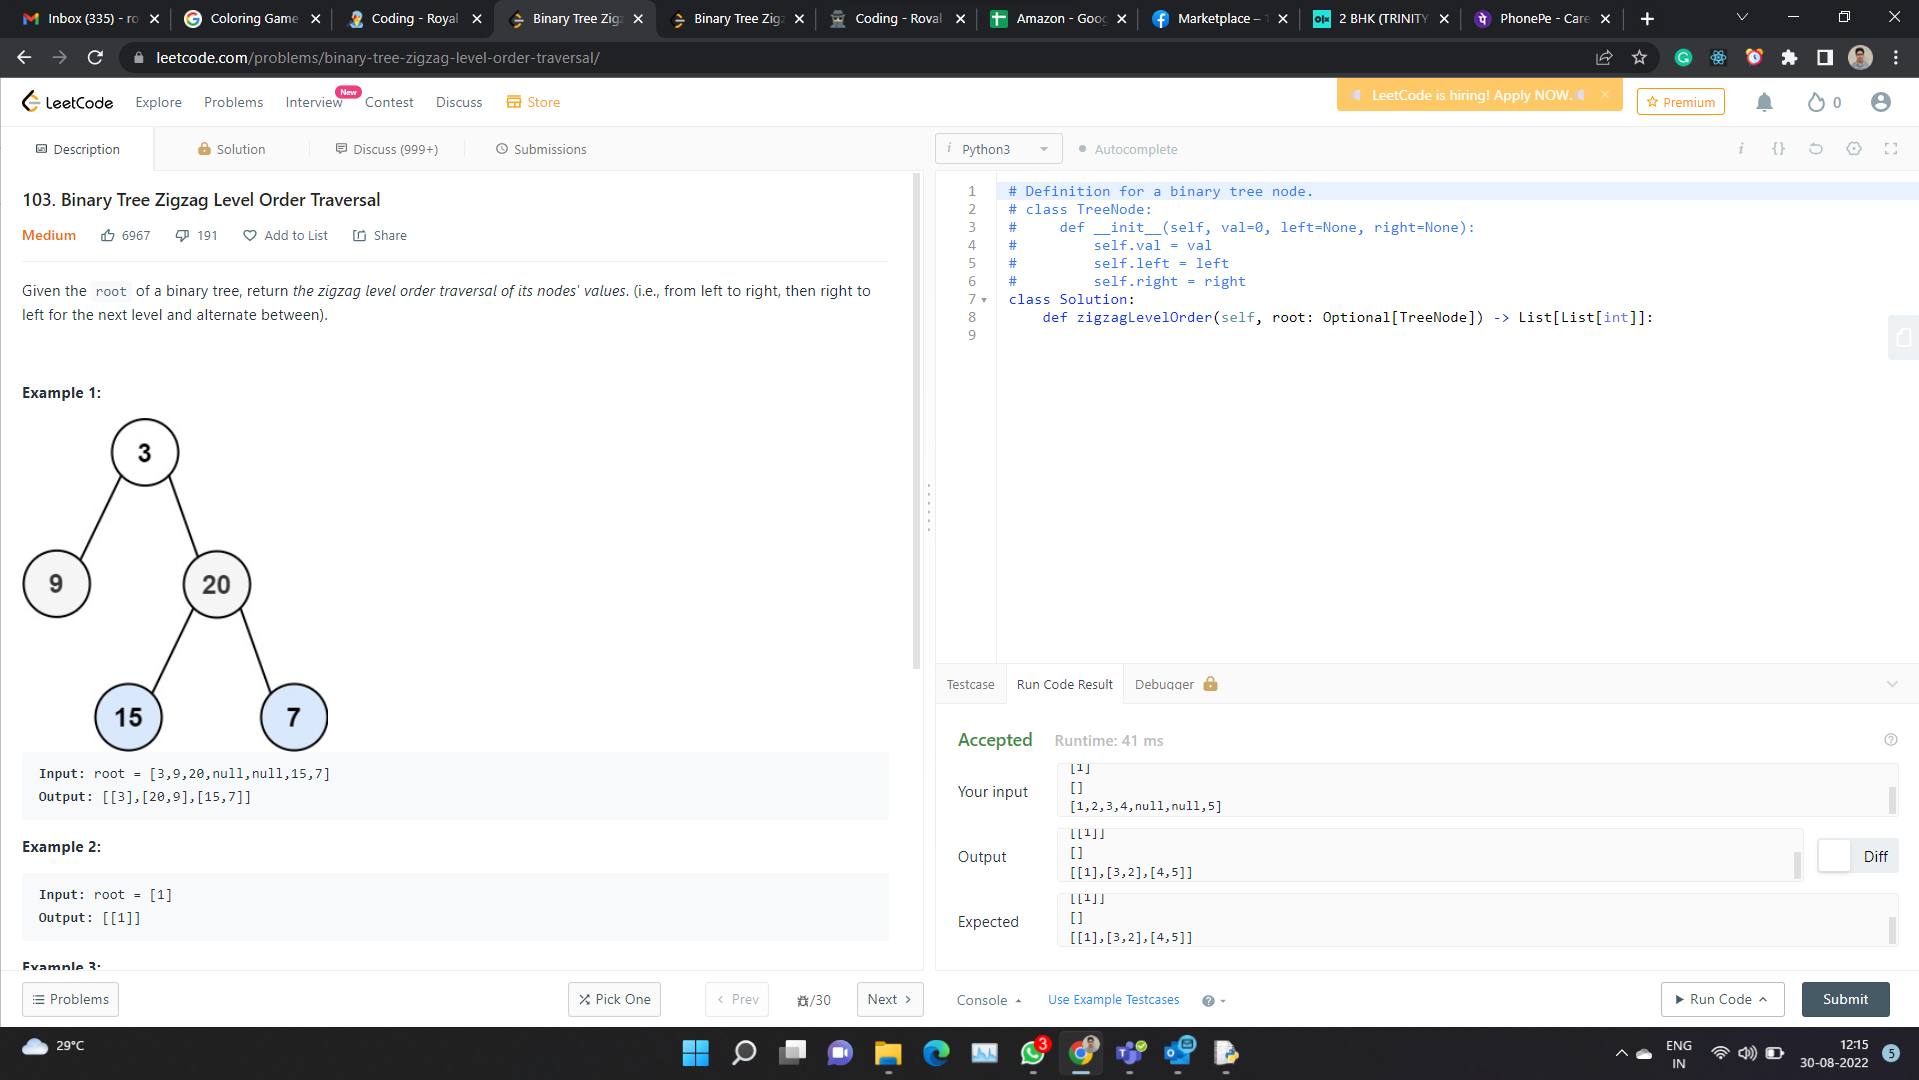 Inbox (335) - ro
Coloring Game
Coding - Royal
Binary Tree Zigz
Binary Tree Zigz
Coding - Royal
Amazon - Goog
Marketplace –
2 BHK (TRINITY
PhonePe - Care
leetcode.com/problems/binary-tree-zigzag-level-order-traversal/
LeetCode
Explore
Problems
Interview
New
Contest
Discuss
Store
LeetCode is hiring! Apply NOW.
Premium
0
Description
Solution
Discuss (999+)
Submissions
103. Binary Tree Zigzag Level Order Traversal
Medium
6967
191
Add to List
Share
Given the root of a binary tree, return the zigzag level order traversal of its nodes' values. (i.e., from left to right, then right to
left for the next level and alternate between).
Example 1:
3
9
20
15
7
Input: root = [3,9,20,null,null,15,7]
Output: [[3],[20,9],[15,7]]
Example 2:
Input: root = [1]
Output: [[1]]
Example 3:
Problems
Pick One
Prev
/30
Next
i Python3
Autocomplete
i
{}
1 # Definition for a binary tree node.
2 # class TreeNode:
3 #     def __init__(self, val=0, left=None, right=None):
4 #         self.val = val
5 #         self.left = left
6 #         self.right = right
7 class Solution:
8     def zigzagLevelOrder(self, root: Optional[TreeNode]) -> List[List[int]]:
9
Testcase
Run Code Result
Debugger
Accepted
Runtime: 41 ms
Your input
[1]
[]
[1,2,3,4,null,null,5]
Output
[[1]]
[]
[[1],[3,2],[4,5]]
Diff
Expected
[[1]]
[]
[[1],[3,2],[4,5]]
Console
Use Example Testcases
Run Code
Submit
29°C
3
ENG
IN
12:15
30-08-2022
5